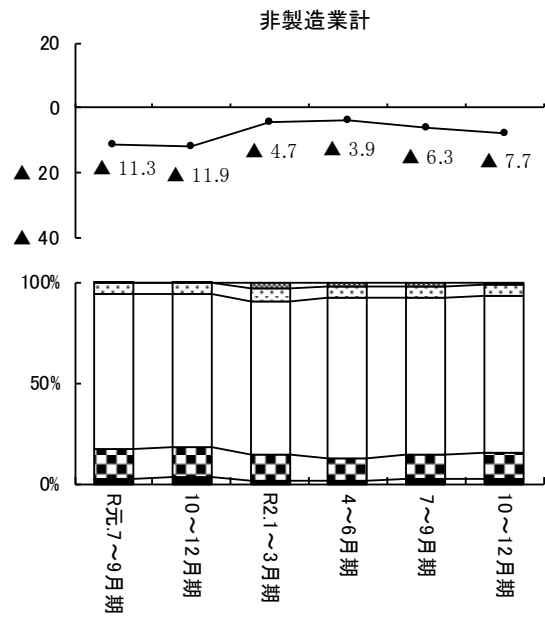 非製造業計
20
0
▲ 20
▲ 40
▲ 11.3
▲ 11.9
▲ 4.7
▲ 3.9
▲ 6.3
▲ 7.7
100%
50%
0%
R元.7～9月期
10～12月期
R2.1～3月期
4～6月期
7～9月期
10～12月期